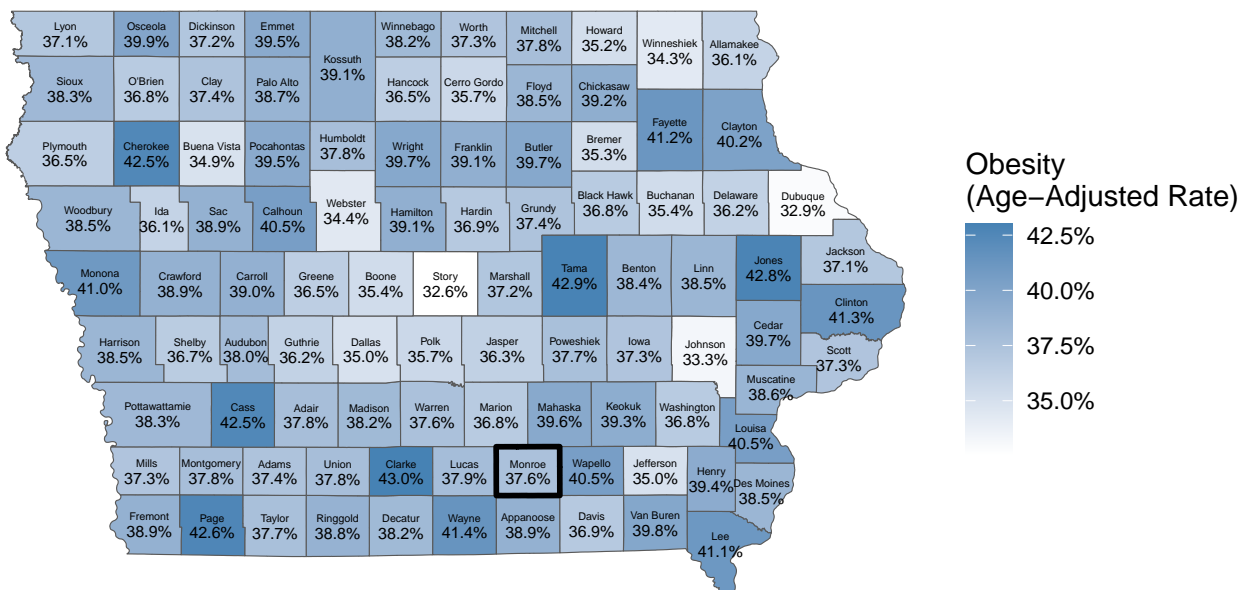 Lyon
37.1%
Osceola
39.9%
Dickinson
37.2%
Emmet
39.5%
Kossuth
39.1%
Winnebago
38.2%
Worth
37.3%
Mitchell
37.8%
Howard
35.2%
Winneshiek
34.3%
Allamakee
36.1%
Sioux
38.3%
O'Brien
36.8%
Clay
37.4%
Palo Alto
38.7%
Hancock
36.5%
Cerro Gordo
35.7%
Floyd
38.5%
Chickasaw
39.2%
Fayette
41.2%
Clayton
40.2%
Plymouth
36.5%
Cherokee
42.5%
Buena Vista
34.9%
Pocahontas
39.5%
Humboldt
37.8%
Wright
39.7%
Franklin
39.1%
Butler
39.7%
Bremer
35.3%
Woodbury
38.5%
Ida
36.1%
Sac
38.9%
Calhoun
40.5%
Webster
34.4%
Hamilton
39.1%
Hardin
36.9%
Grundy
37.4%
Black Hawk
36.8%
Buchanan
35.4%
Delaware
36.2%
Dubuque
32.9%
Monona
41.0%
Crawford
38.9%
Carroll
39.0%
Greene
36.5%
Boone
35.4%
Story
32.6%
Marshall
37.2%
Tama
42.9%
Benton
38.4%
Linn
38.5%
Jones
42.8%
Jackson
37.1%
Clinton
41.3%
Harrison
38.5%
Shelby
36.7%
Audubon
38.0%
Guthrie
36.2%
Dallas
35.0%
Polk
35.7%
Jasper
36.3%
Poweshiek
37.7%
Iowa
37.3%
Johnson
33.3%
Cedar
39.7%
Scott
37.3%
Muscatine
38.6%
Pottawattamie
38.3%
Cass
42.5%
Adair
37.8%
Madison
38.2%
Warren
37.6%
Marion
36.8%
Mahaska
39.6%
Keokuk
39.3%
Washington
36.8%
Louisa
40.5%
Mills
37.3%
Montgomery
37.8%
Adams
37.4%
Union
37.8%
Clarke
43.0%
Lucas
37.9%
Monroe
37.6%
Wapello
40.5%
Jefferson
35.0%
Henry
39.4%
Des Moines
38.5%
Fremont
38.9%
Page
42.6%
Taylor
37.7%
Ringgold
38.8%
Decatur
38.2%
Wayne
41.4%
Appanoose
38.9%
Davis
36.9%
Van Buren
39.8%
Lee
41.1%
Obesity
(Age−Adjusted Rate)
42.5%
40.0%
37.5%
35.0%